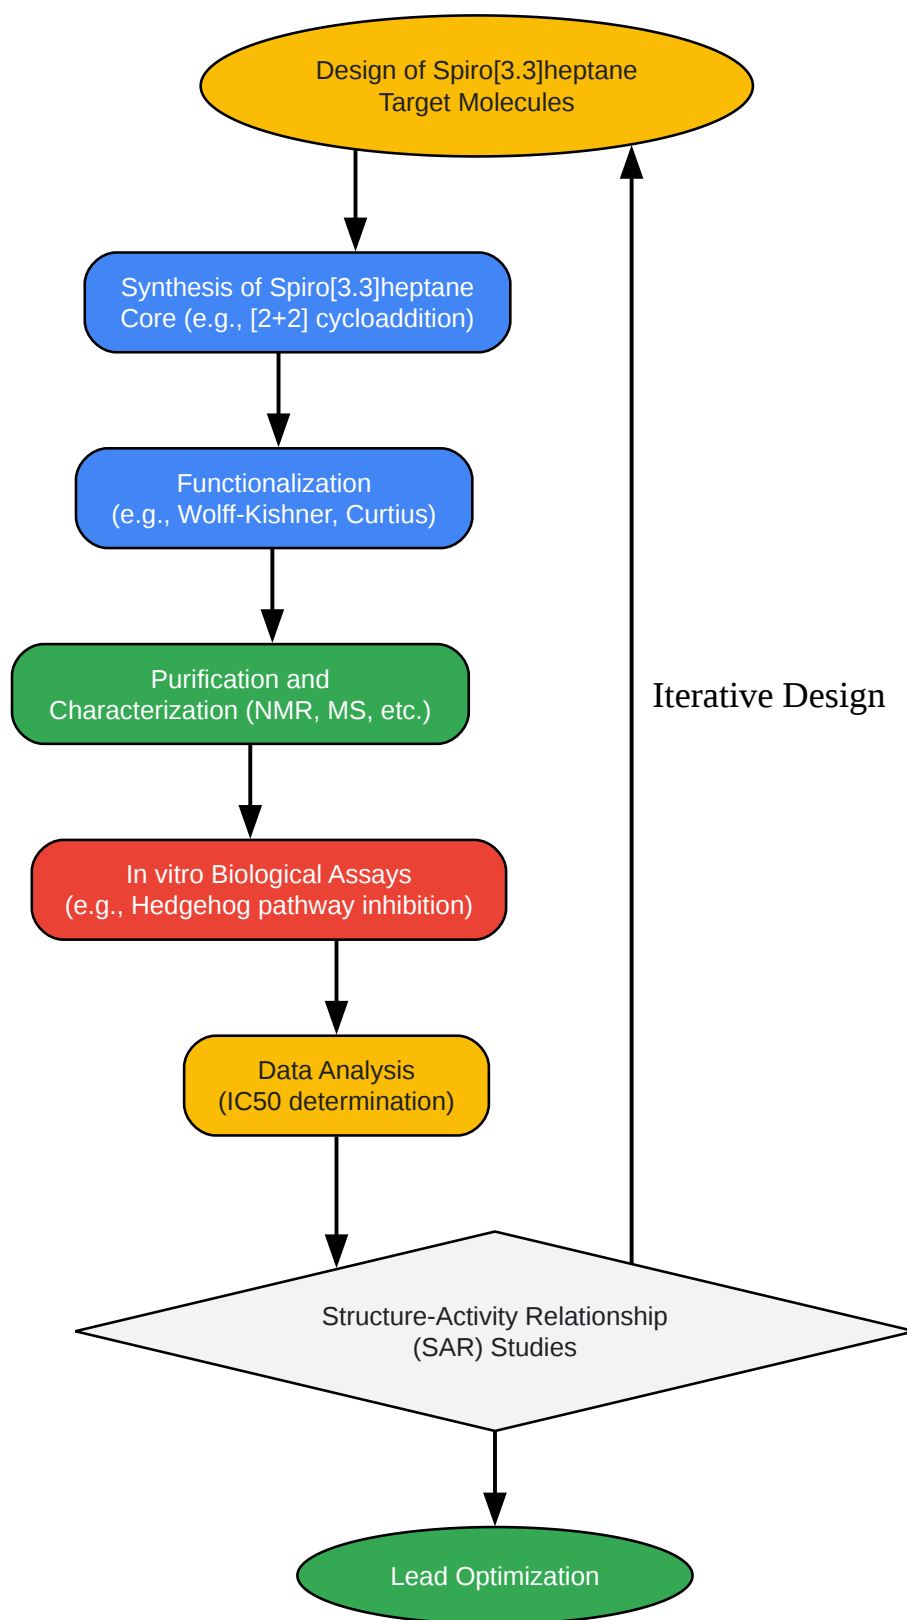 Design of Spiro[3.3]heptane
Target Molecules
Synthesis of Spiro[3.3]heptane
Core (e.g., [2+2] cycloaddition)
Functionalization
(e.g., Wolff-Kishner, Curtius)
Purification and
Characterization (NMR, MS, etc.)
Iterative Design
In vitro Biological Assays
(e.g., Hedgehog pathway inhibition)
Data Analysis
(IC50 determination)
Structure-Activity Relationship
(SAR) Studies
Lead Optimization